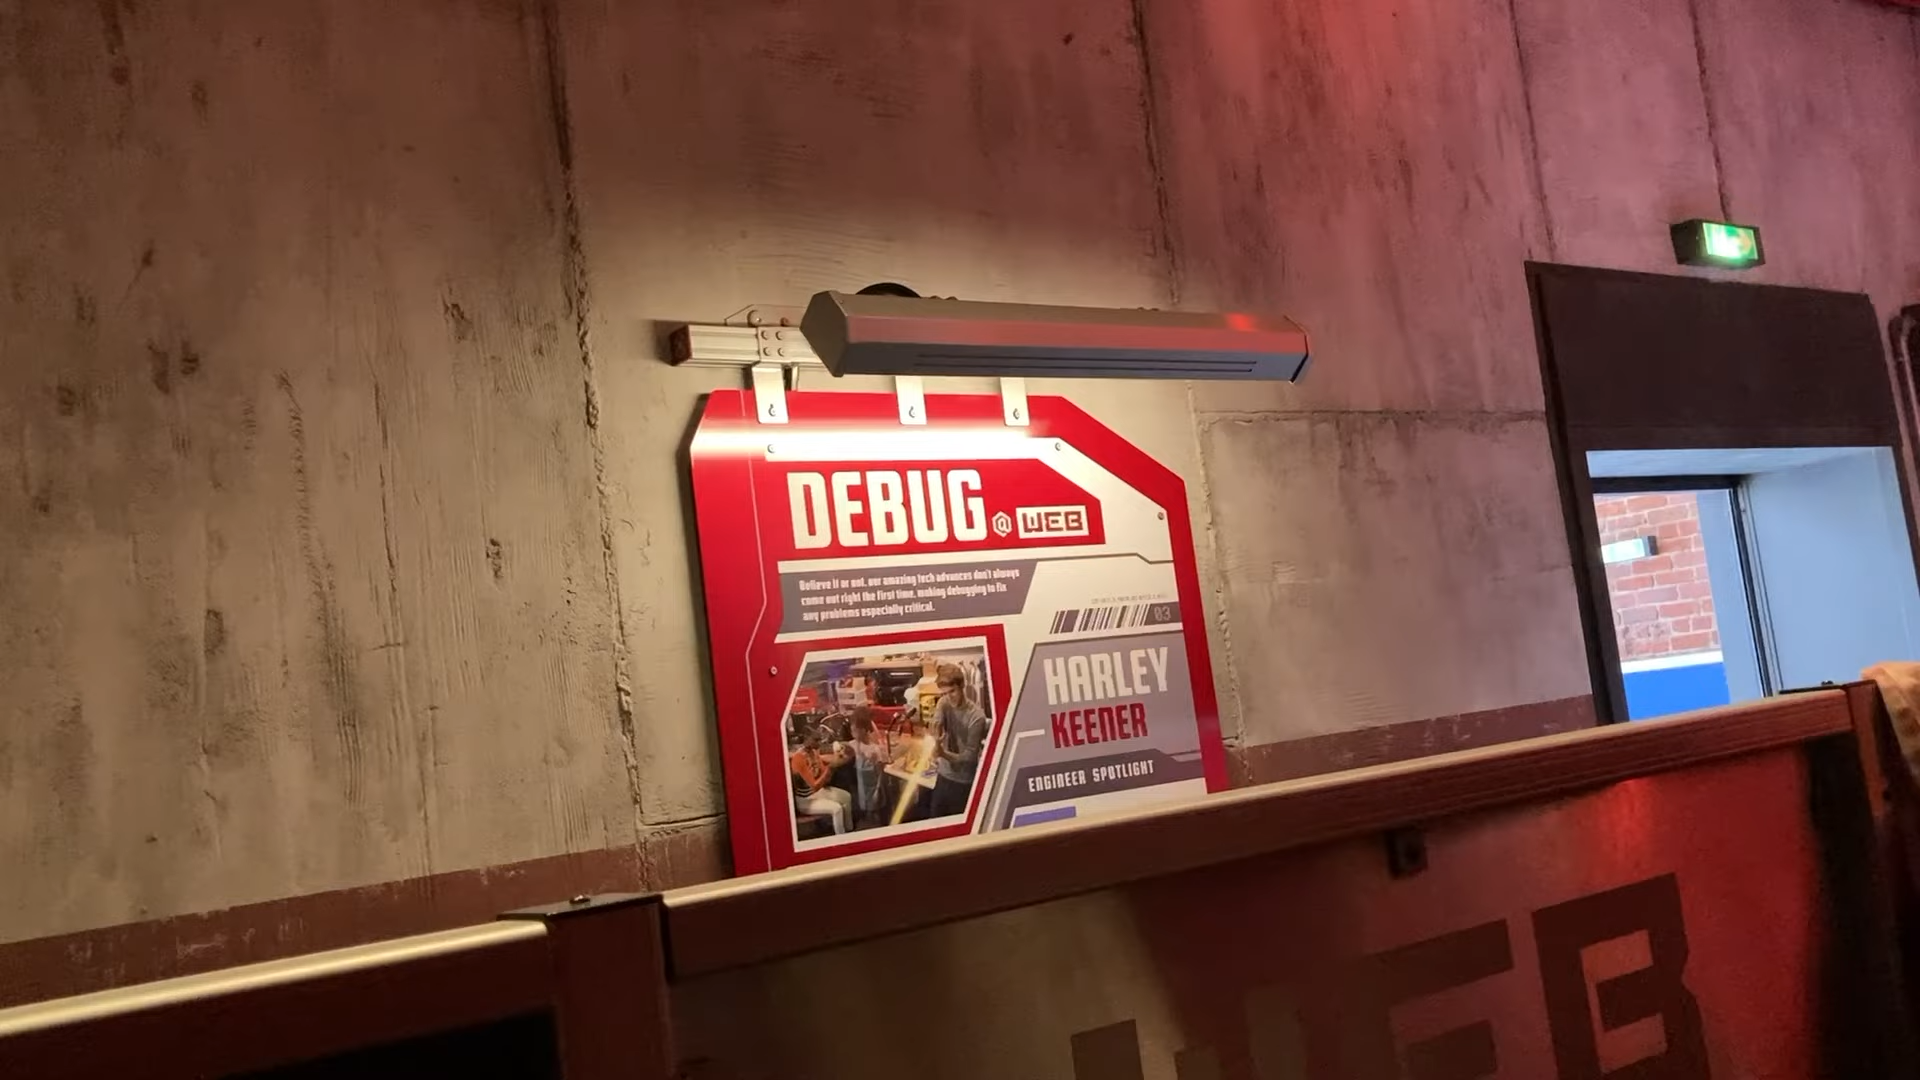 DEBUG @ WEB
Believe it or not, our amazing tech advances don't always
come out right the first time, making debugging to fix
any problems especially critical.
03
HARLEY
KEENER
ENGINEER SPOTLIGHT
WEB